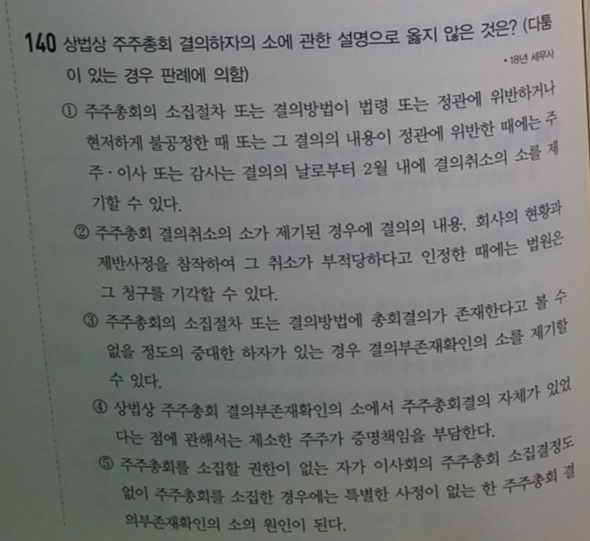 140 상법상 주주총회 결의하자의 소에 관한 설명으로 옳지 않은 것은? (다툼
이 있는 경우 판례에 의함)
• 18년 세무사
① 주주총회의 소집절차 또는 결의방법이 법령 또는 정관에 위반하거나
현저하게 불공정한 때 또는 그 결의의 내용이 정관에 위반한 때에는 주
주·이사 또는 감사는 결의의 날로부터 2월 내에 결의취소의 소를 제
기할 수 있다.
② 주주총회 결의취소의 소가 제기된 경우에 결의의 내용, 회사의 현황과
제반사정을 참작하여 그 취소가 부적당하다고 인정한 때에는 법원은
그 청구를 기각할 수 있다.
③ 주주총회의 소집절차 또는 결의방법에 총회결의가 존재한다고 볼 수
없을 정도의 중대한 하자가 있는 경우 결의부존재확인의 소를 제기할
수 있다.
④ 상법상 주주총회 결의부존재확인의 소에서 주주총회결의 자체가 있었
다는 점에 관해서는 제소한 주주가 증명책임을 부담한다.
⑤ 주주총회를 소집할 권한이 없는 자가 이사회의 주주총회 소집결정도
없이 주주총회를 소집한 경우에는 특별한 사정이 없는 한 주주총회 결
의부존재확인의 소의 원인이 된다.